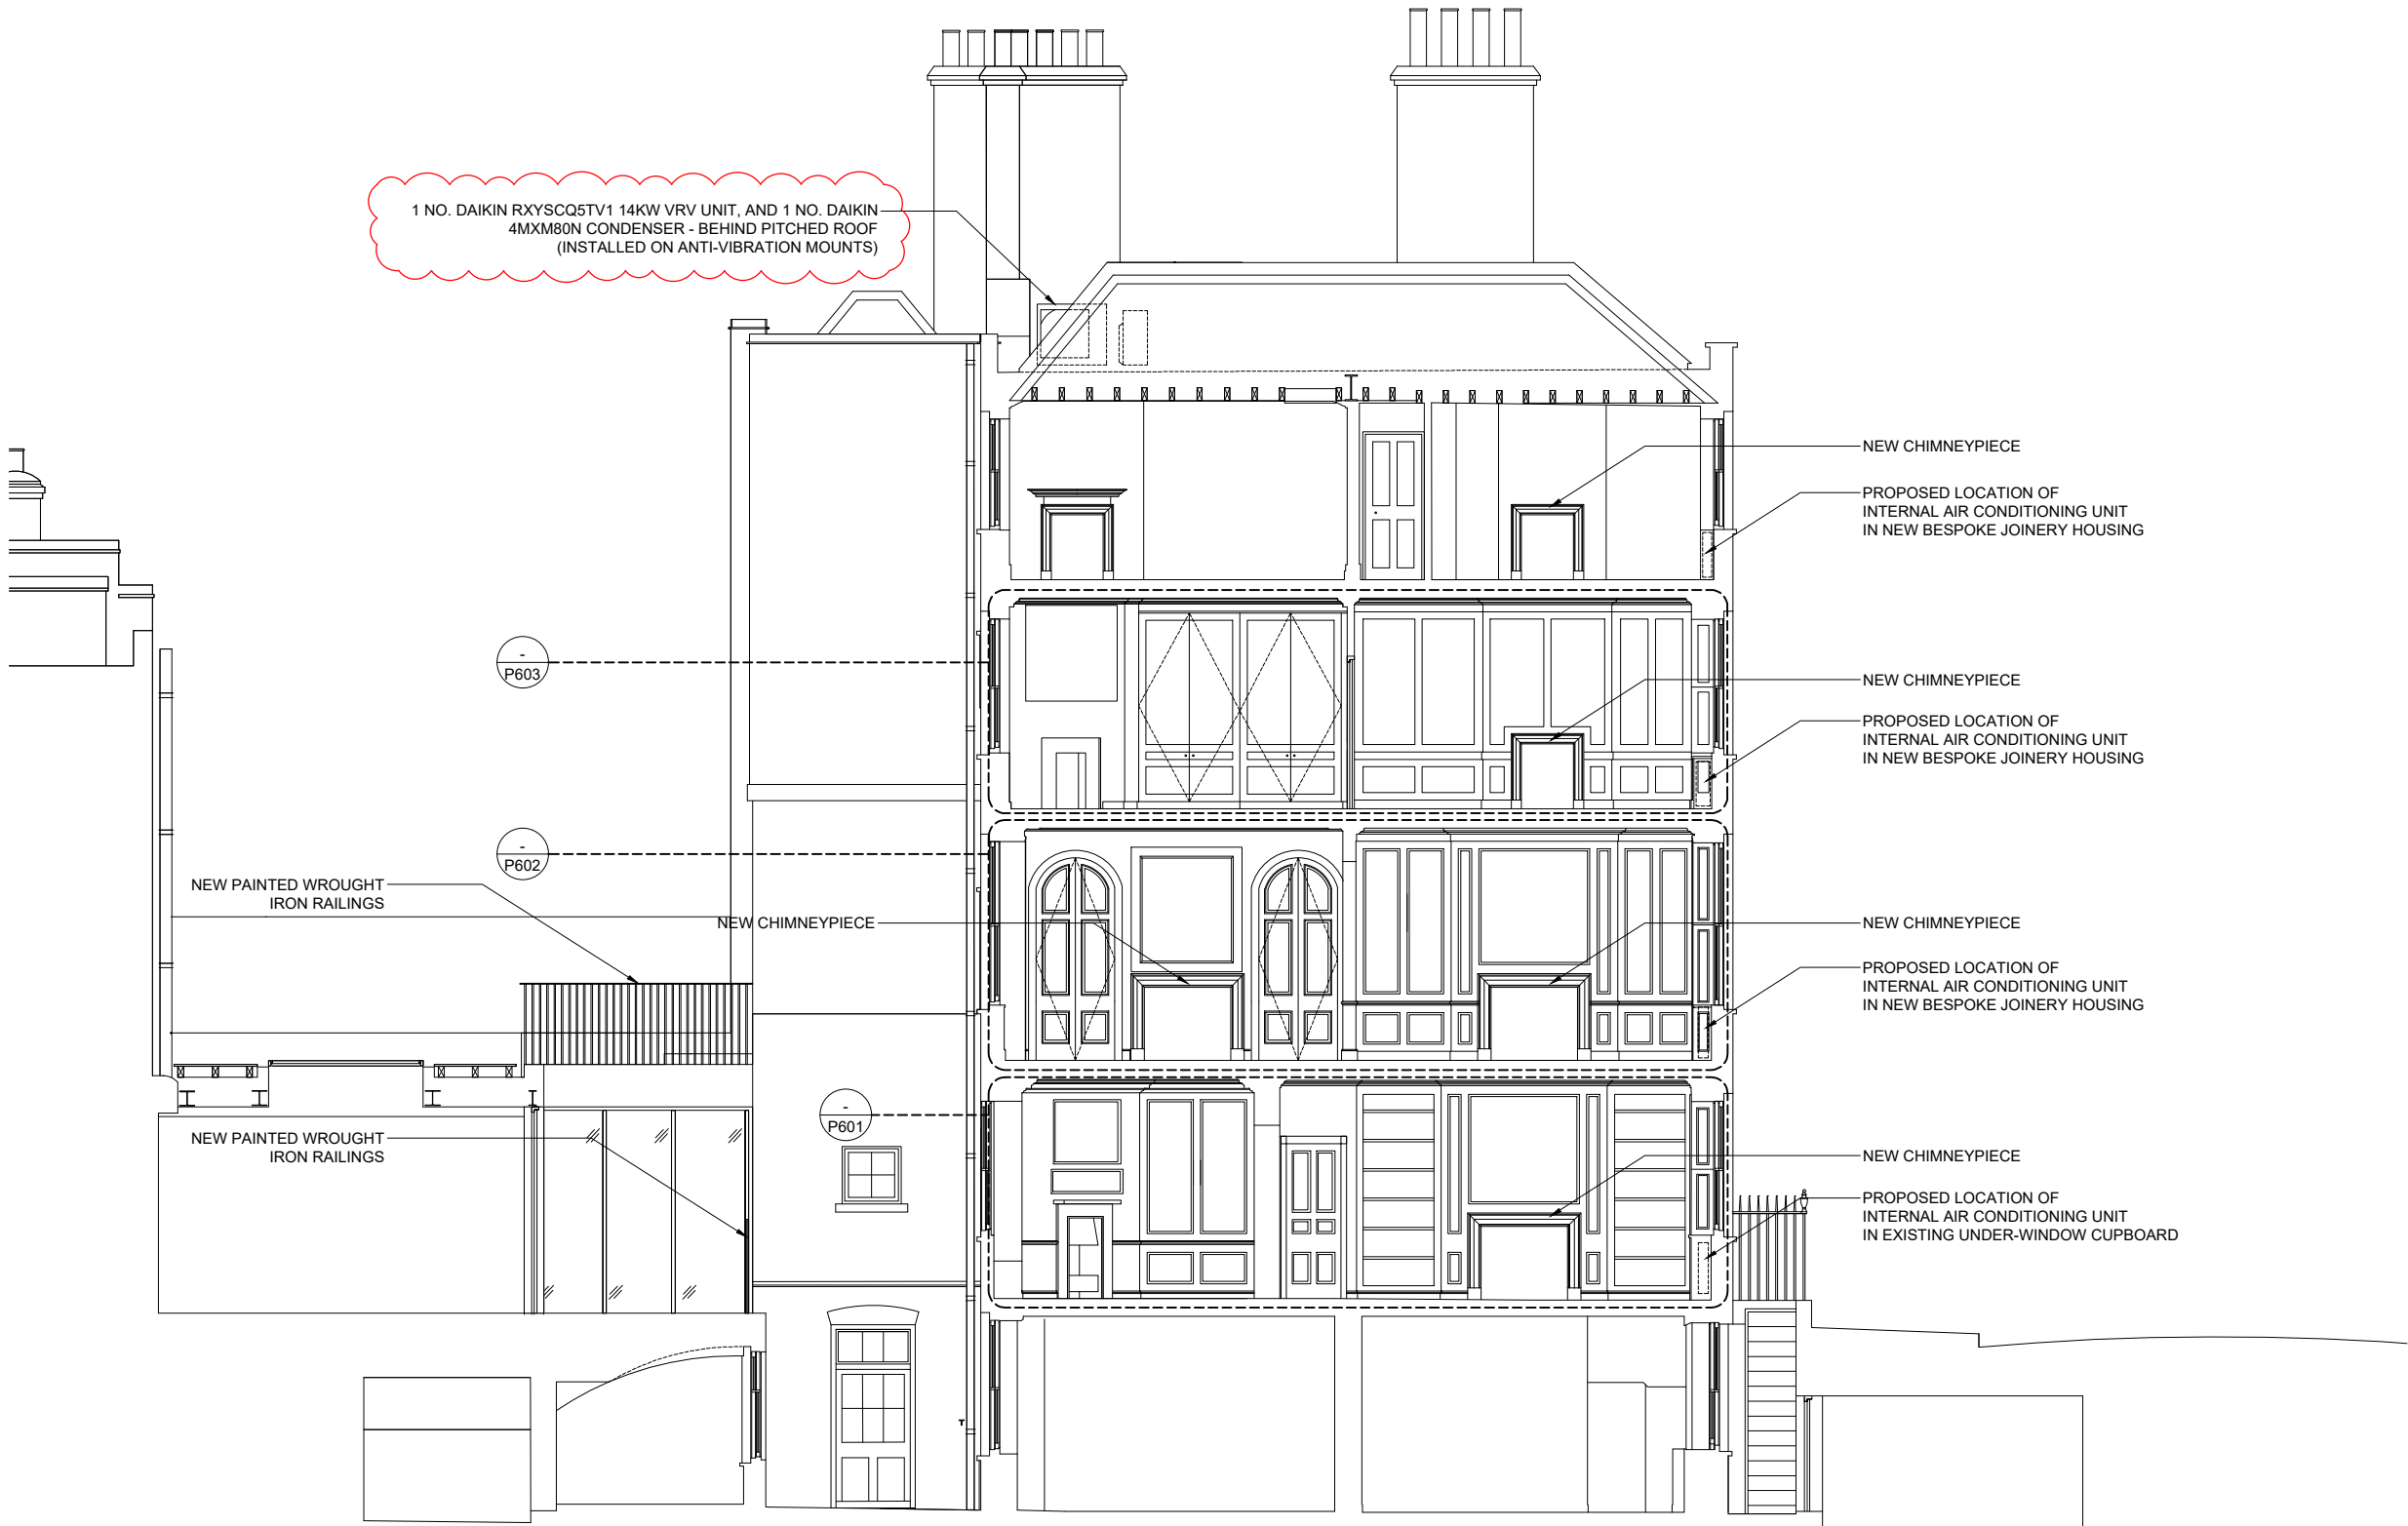 1 NO. DAIKIN RXYSCQ5TV1 14KW VRV UNIT, AND 1 NO. DAIKIN
4MXM80N CONDENSER - BEHIND PITCHED ROOF
(INSTALLED ON ANTI-VIBRATION MOUNTS)
NEW CHIMNEYPIECE
PROPOSED LOCATION OF
INTERNAL AIR CONDITIONING UNIT
IN NEW BESPOKE JOINERY HOUSING
-
P603
NEW CHIMNEYPIECE
PROPOSED LOCATION OF
INTERNAL AIR CONDITIONING UNIT
IN NEW BESPOKE JOINERY HOUSING
-
P602
NEW PAINTED WROUGHT
IRON RAILINGS
NEW CHIMNEYPIECE
NEW CHIMNEYPIECE
PROPOSED LOCATION OF
INTERNAL AIR CONDITIONING UNIT
IN NEW BESPOKE JOINERY HOUSING
-
P601
NEW PAINTED WROUGHT
IRON RAILINGS
NEW CHIMNEYPIECE
PROPOSED LOCATION OF
INTERNAL AIR CONDITIONING UNIT
IN EXISTING UNDER-WINDOW CUPBOARD